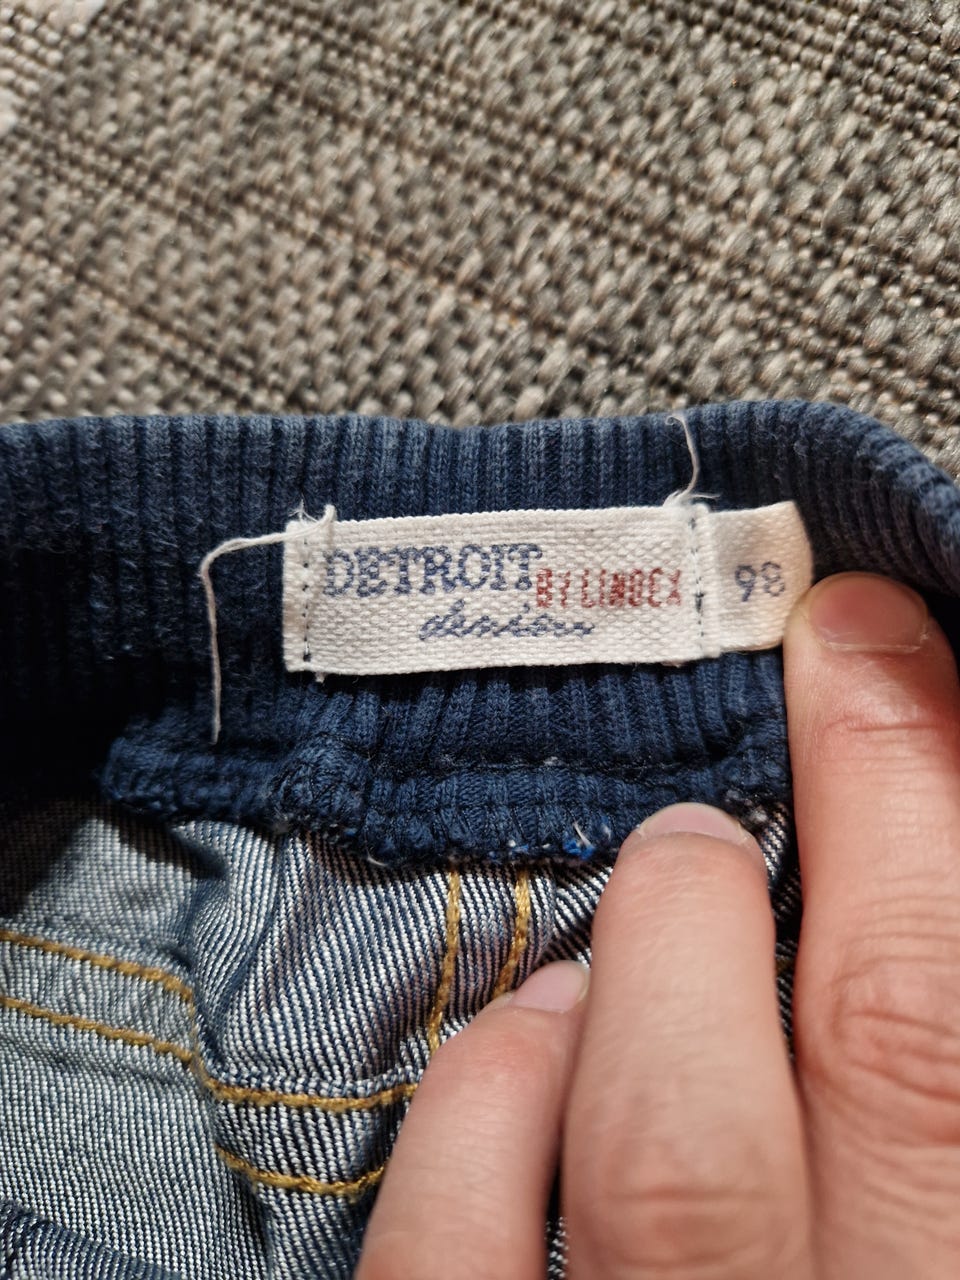 DETROIT BY LINDEX 98
denim